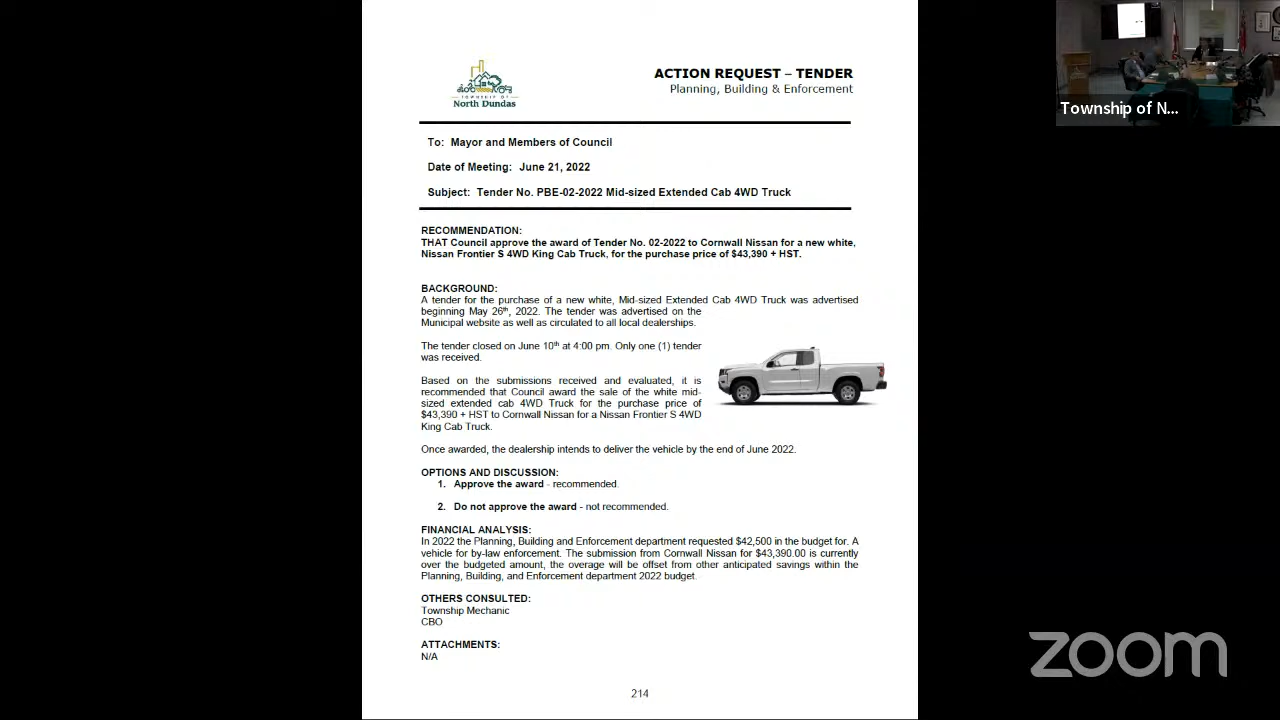 TOWNSHIP OF
North Dundas
ACTION REQUEST – TENDER
Planning, Building & Enforcement
Township of N...
To: Mayor and Members of Council
Date of Meeting: June 21, 2022
Subject: Tender No. PBE-02-2022 Mid-sized Extended Cab 4WD Truck
RECOMMENDATION:
THAT Council approve the award of Tender No. 02-2022 to Cornwall Nissan for a new white,
Nissan Frontier S 4WD King Cab Truck, for the purchase price of $43,390 + HST.
BACKGROUND:
A tender for the purchase of a new white, Mid-sized Extended Cab 4WD Truck was advertised
beginning May 26th, 2022. The tender was advertised on the
Municipal website as well as circulated to all local dealerships.
The tender closed on June 10th at 4:00 pm. Only one (1) tender
was received.
Based on the submissions received and evaluated, it is
recommended that Council award the sale of the white mid-
sized extended cab 4WD Truck for the purchase price of
$43,390 + HST to Cornwall Nissan for a Nissan Frontier S 4WD
King Cab Truck.
Once awarded, the dealership intends to deliver the vehicle by the end of June 2022.
OPTIONS AND DISCUSSION:
1. Approve the award - recommended.
2. Do not approve the award - not recommended.
FINANCIAL ANALYSIS:
In 2022 the Planning, Building and Enforcement department requested $42,500 in the budget for. A
vehicle for by-law enforcement. The submission from Cornwall Nissan for $43,390.00 is currently
over the budgeted amount, the overage will be offset from other anticipated savings within the
Planning, Building, and Enforcement department 2022 budget.
OTHERS CONSULTED:
Township Mechanic
CBO
ATTACHMENTS:
N/A
214
zoom